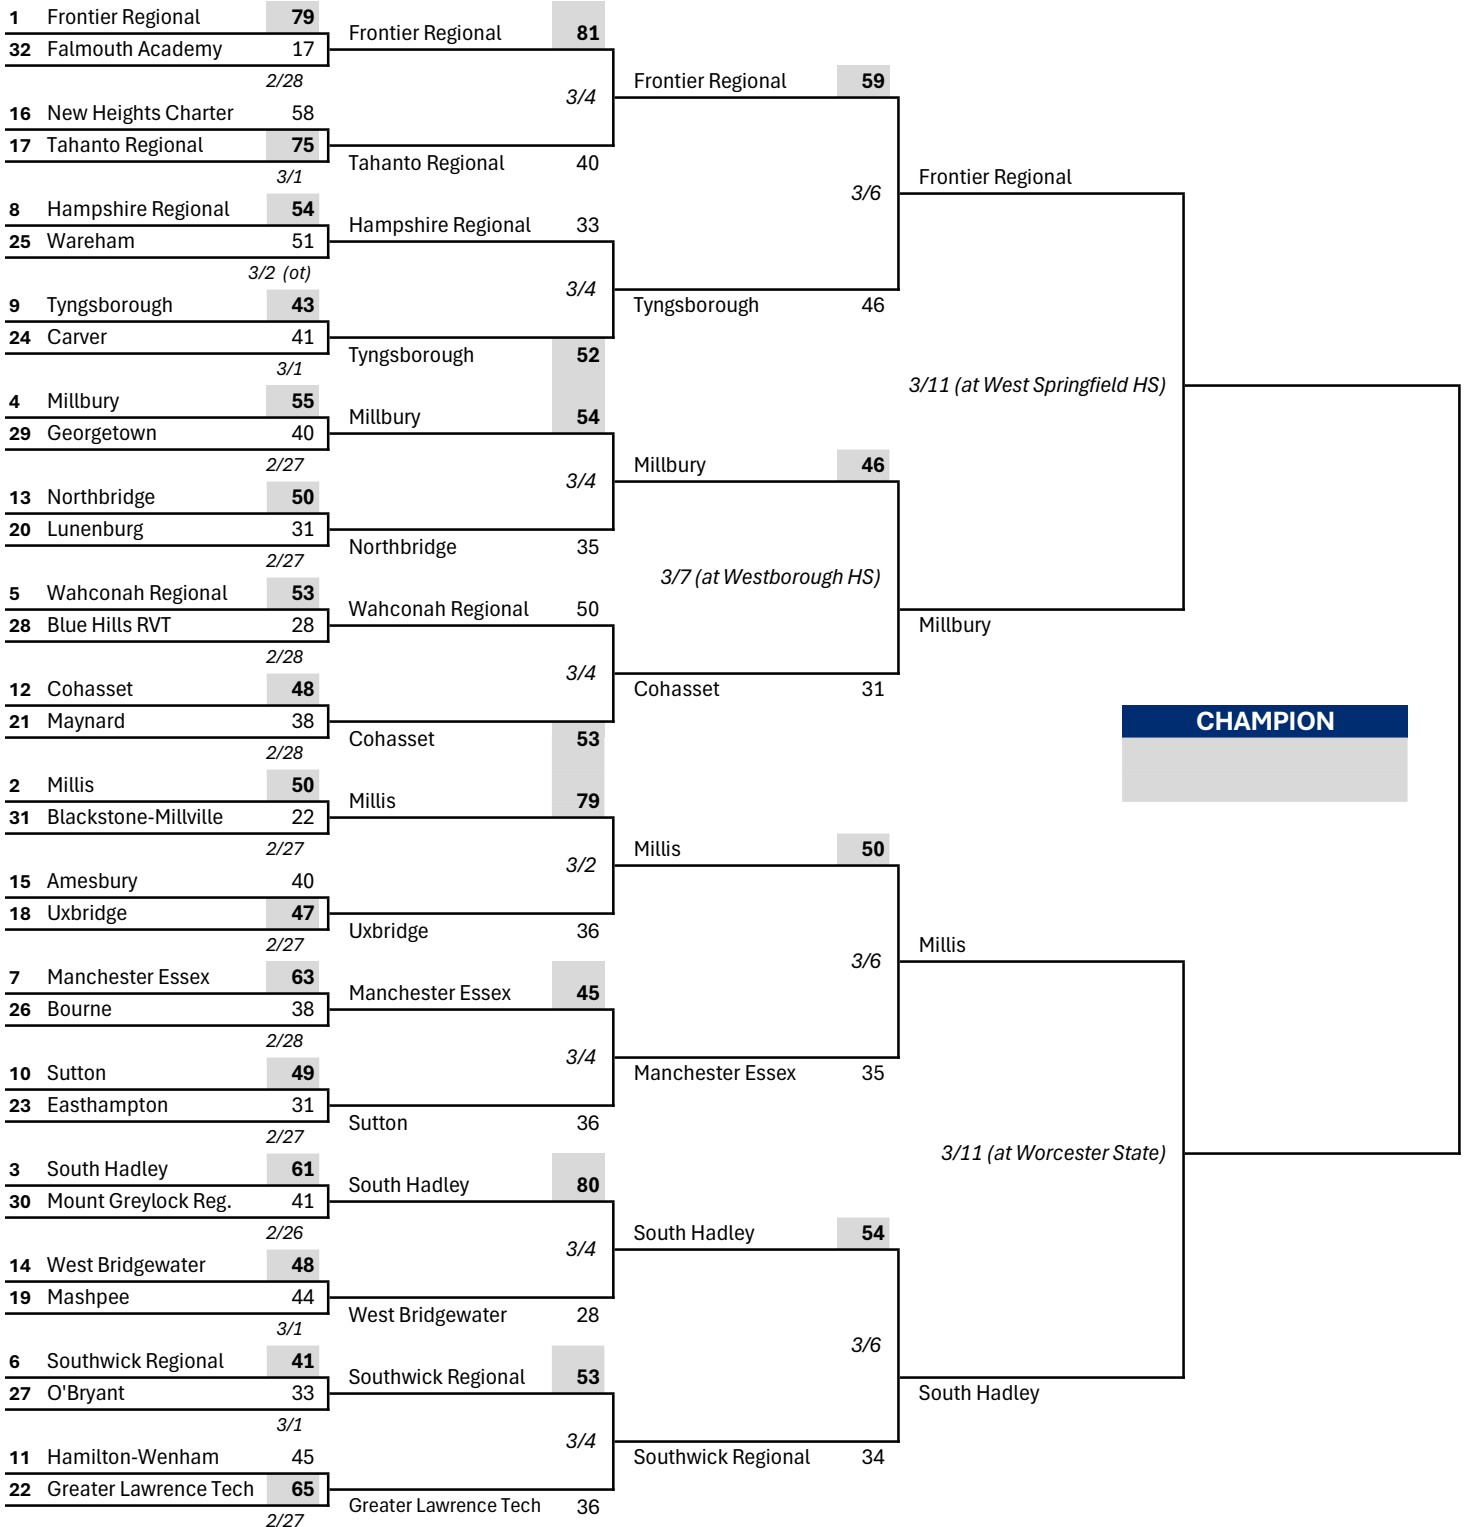 1 Frontier Regional 79
32 Falmouth Academy 17
2/28
16 New Heights Charter 58
17 Tahanto Regional 75
3/1
8 Hampshire Regional 54
25 Wareham 51
3/2 (ot)
9 Tyngsborough 43
24 Carver 41
3/1
4 Millbury 55
29 Georgetown 40
2/27
13 Northbridge 50
20 Lunenburg 31
2/27
5 Wahconah Regional 53
28 Blue Hills RVT 28
2/28
12 Cohasset 48
21 Maynard 38
2/28
2 Millis 50
31 Blackstone-Millville 22
2/27
15 Amesbury 40
18 Uxbridge 47
2/27
7 Manchester Essex 63
26 Bourne 38
2/28
10 Sutton 49
23 Easthampton 31
2/27
3 South Hadley 61
30 Mount Greylock Reg. 41
2/26
14 West Bridgewater 48
19 Mashpee 44
3/1
6 Southwick Regional 41
27 O'Bryant 33
3/1
11 Hamilton-Wenham 45
22 Greater Lawrence Tech 65
2/27
Frontier Regional 81
3/4
Tahanto Regional 40
Hampshire Regional 33
3/4
Tyngsborough 52
Millbury 54
3/4
Northbridge 35
Wahconah Regional 50
3/4
Cohasset 53
Millis 79
3/2
Uxbridge 36
Manchester Essex 45
3/4
Sutton 36
South Hadley 80
3/4
West Bridgewater 28
Southwick Regional 53
3/4
Greater Lawrence Tech 36
Frontier Regional 59
3/6
Tyngsborough 46
Millbury 46
3/7 (at Westborough HS)
Cohasset 31
Millis 50
3/6
Manchester Essex 35
South Hadley 54
3/6
Southwick Regional 34
Frontier Regional
3/11 (at West Springfield HS)
Millbury
Millis
3/11 (at Worcester State)
South Hadley
CHAMPION